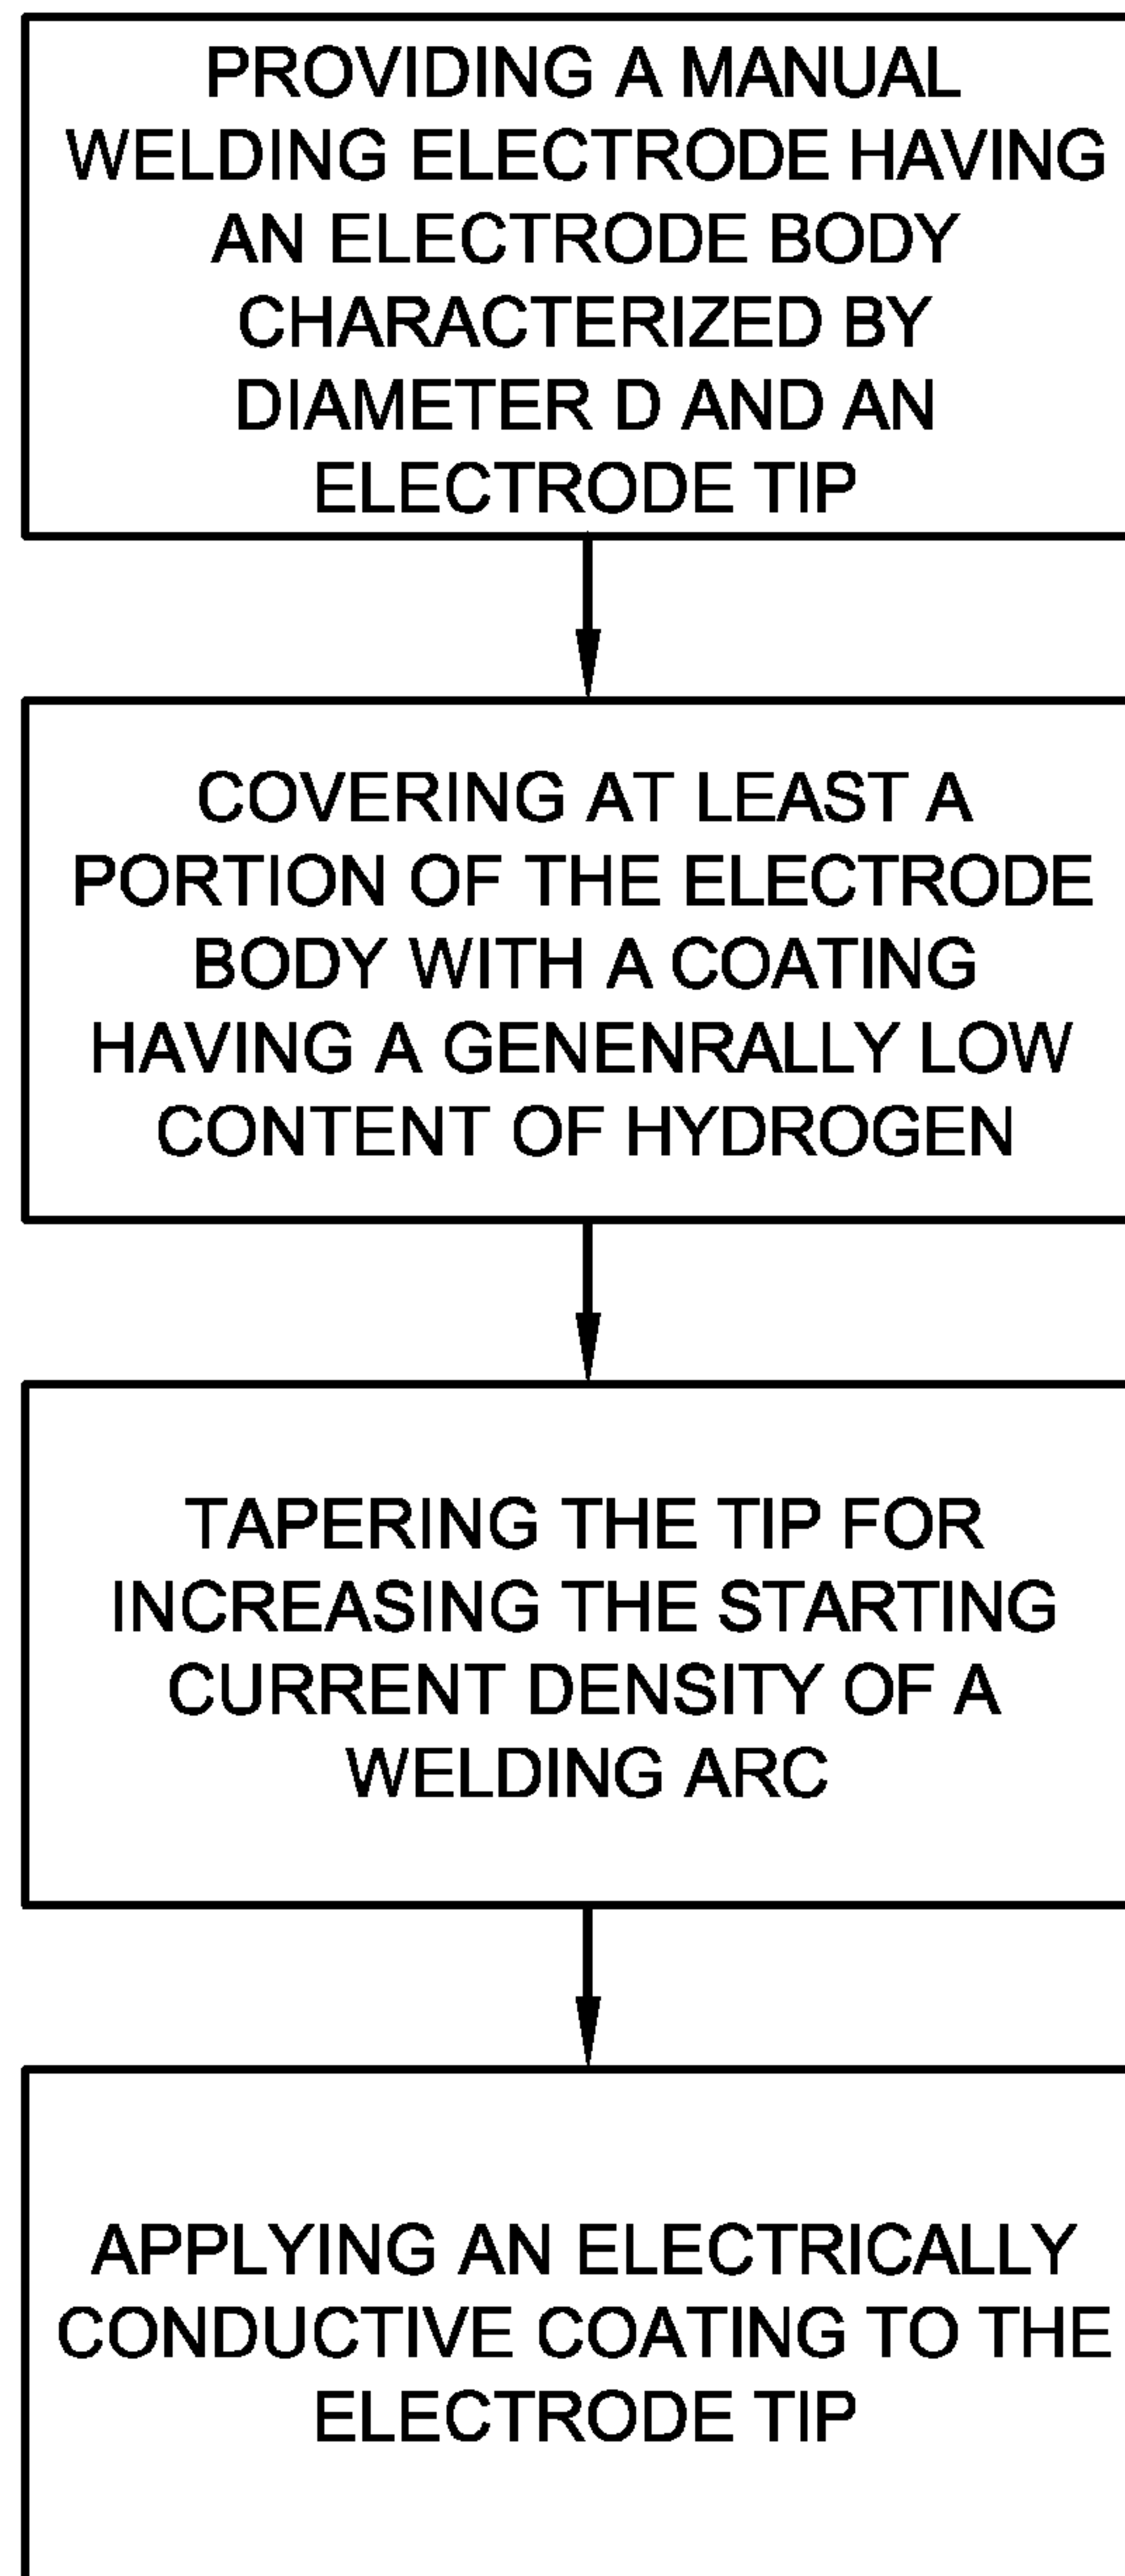 PROVIDING A MANUAL
WELDING ELECTRODE HAVING
AN ELECTRODE BODY
CHARACTERIZED BY
DIAMETER D AND AN
ELECTRODE TIP
COVERING AT LEAST A
PORTION OF THE ELECTRODE
BODY WITH A COATING
HAVING A GENENRALLY LOW
CONTENT OF HYDROGEN
TAPERING THE TIP FOR
INCREASING THE STARTING
CURRENT DENSITY OF A
WELDING ARC
APPLYING AN ELECTRICALLY
CONDUCTIVE COATING TO THE
ELECTRODE TIP